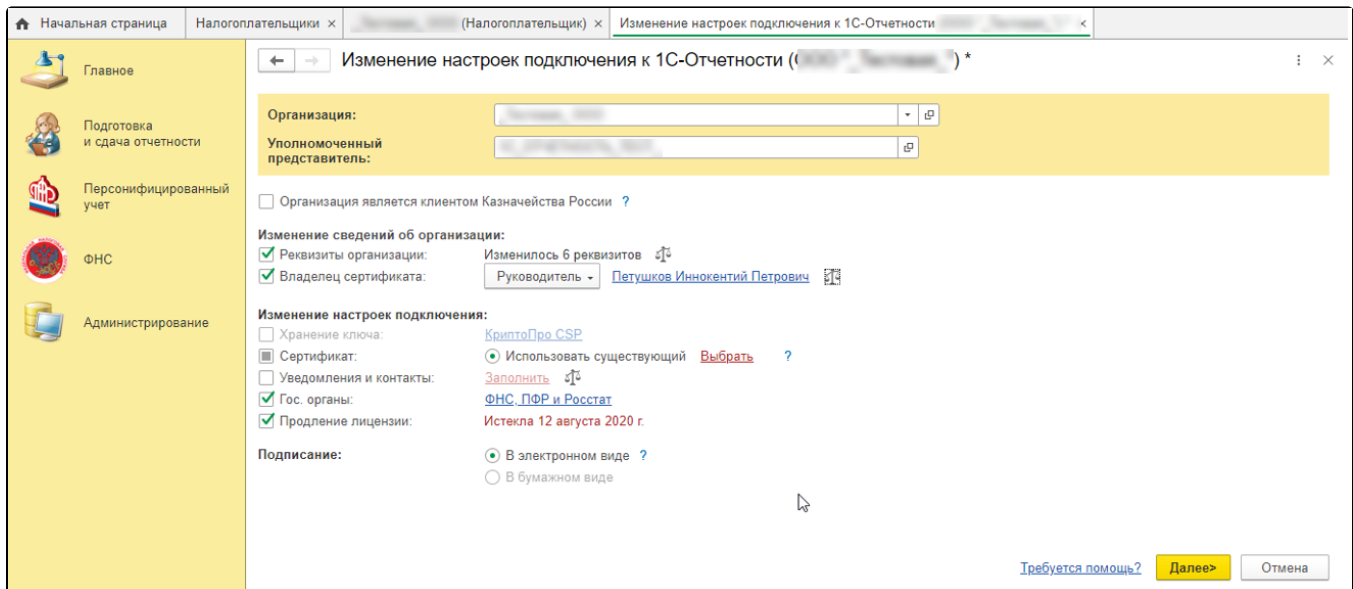 Начальная страница Налогоплательщики × (Налогоплательщик) × Изменение настроек подключения к 1С-Отчетности ×
Главное
Подготовка
и сдача отчетности
Персонифицированный
учет
ФНС
Администрирование
Изменение настроек подключения к 1С-Отчетности ( ) *
Организация:
Уполномоченный
представитель:
Организация является клиентом Казначейства России ?
Изменение сведений об организации:
Реквизиты организации: Изменилось 6 реквизитов
Владелец сертификата: Руководитель Петушков Иннокентий Петрович
Изменение настроек подключения:
Хранение ключа: КриптоПро CSP
Сертификат: Использовать существующий Выбрать ?
Уведомления и контакты: Заполнить
Гос. органы: ФНС, ПФР и Росстат
Продление лицензии: Истекла 12 августа 2020 г.
Подписание: В электронном виде ?
В бумажном виде
Требуется помощь? Далее> Отмена